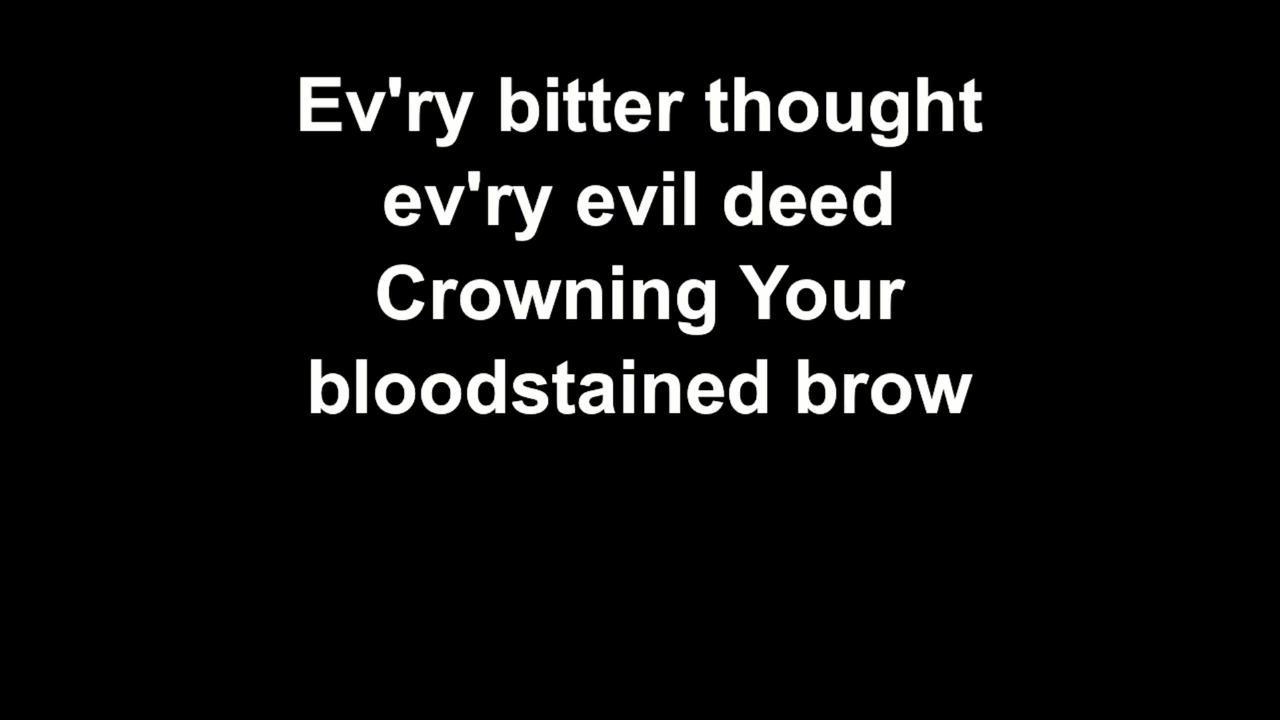 Ev'ry bitter thought
ev'ry evil deed
Crowning Your
bloodstained brow